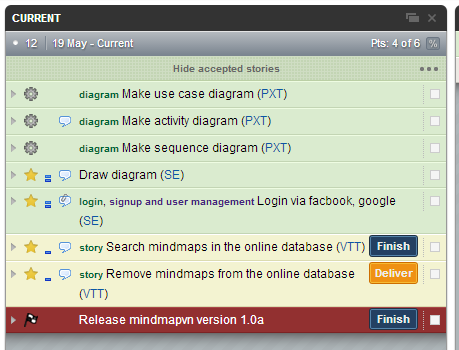 CURRENT
12 19 May - Current Pts: 4 of 6 %
Hide accepted stories
diagram Make use case diagram (PXT)
diagram Make activity diagram (PXT)
diagram Make sequence diagram (PXT)
Draw diagram (SE)
login, signup and user management Login via facbook, google
(SE)
story Search mindmaps in the online database (VTT) Finish
story Remove mindmaps from the online database Deliver
(VTT)
Release mindmapvn version 1.0a Finish